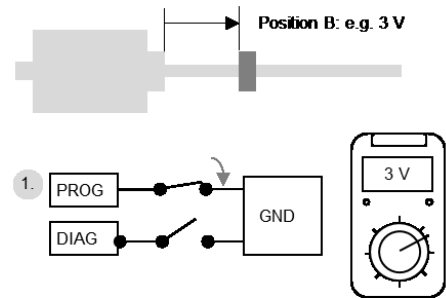 Position B: e.g. 3 V
1.
PROG
DIAG
GND
3 V